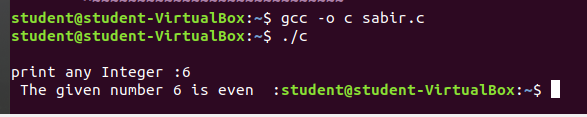 student@student-VirtualBox:~$ gcc -o c sabir.c
student@student-VirtualBox:~$ ./c
print any Integer :6
The given number 6 is even  :student@student-VirtualBox:~$